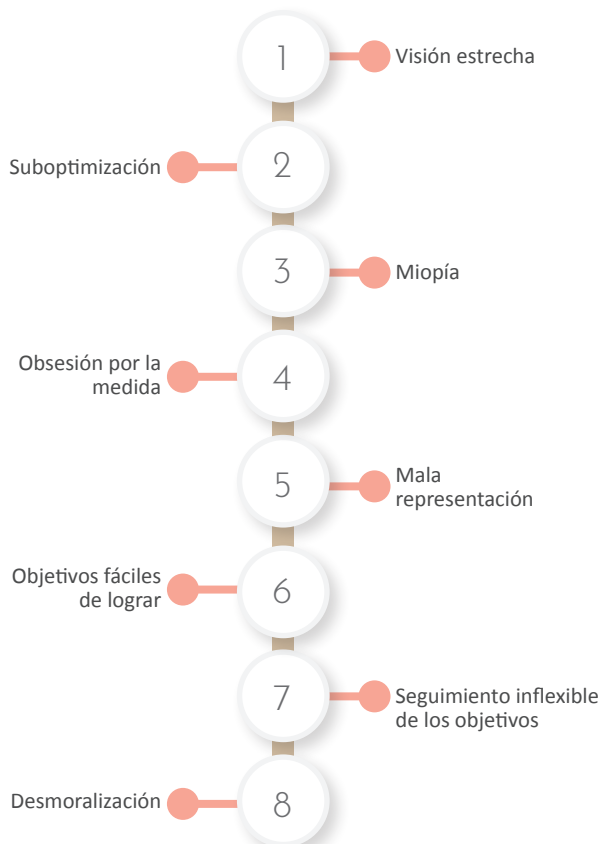 1
Visión estrecha
Suboptimización
2
3
Miopía
Obsesión por la
medida
4
5
Mala
representación
Objetivos fáciles
de lograr
6
7
Seguimiento inflexible
de los objetivos
Desmoralización
8